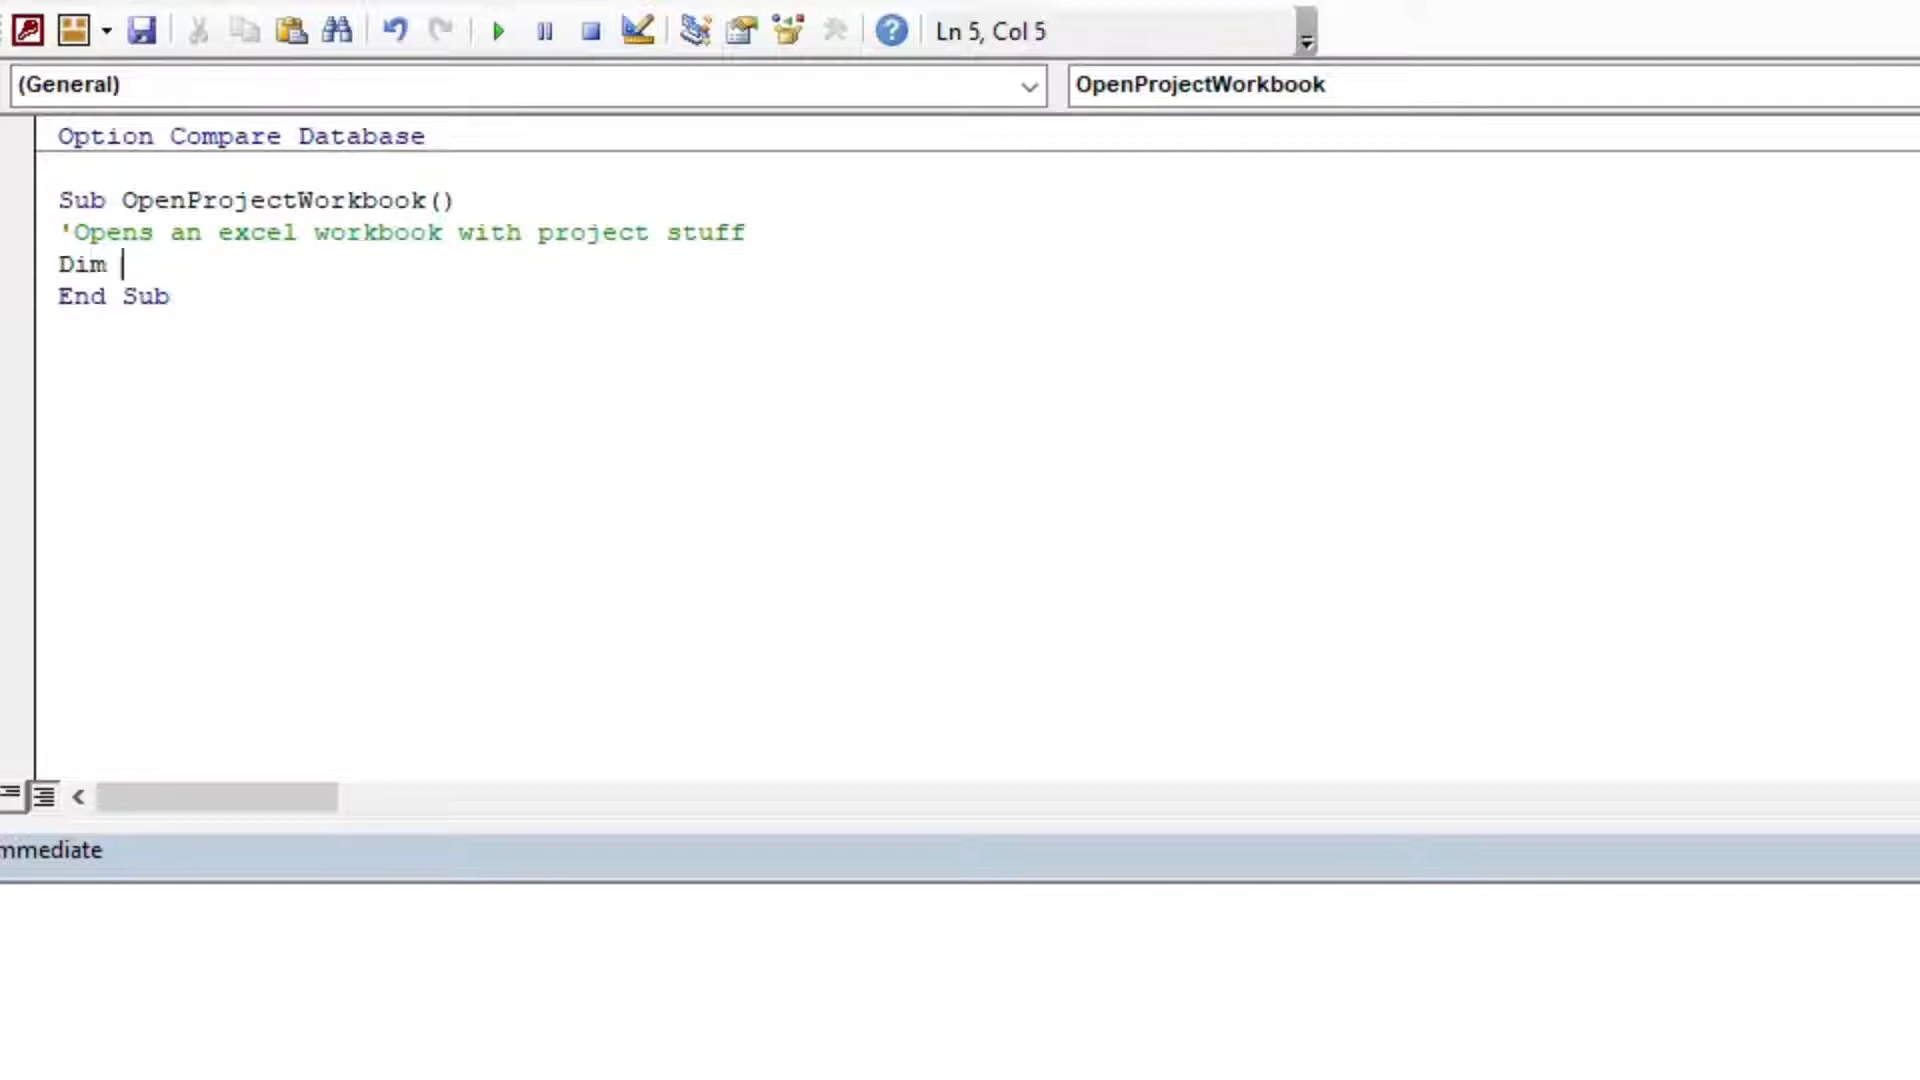 Ln 5, Col 5
(General)
OpenProjectWorkbook
Option Compare Database
Sub OpenProjectWorkbook()
'Opens an excel workbook with project stuff
Dim
End Sub
mmediate